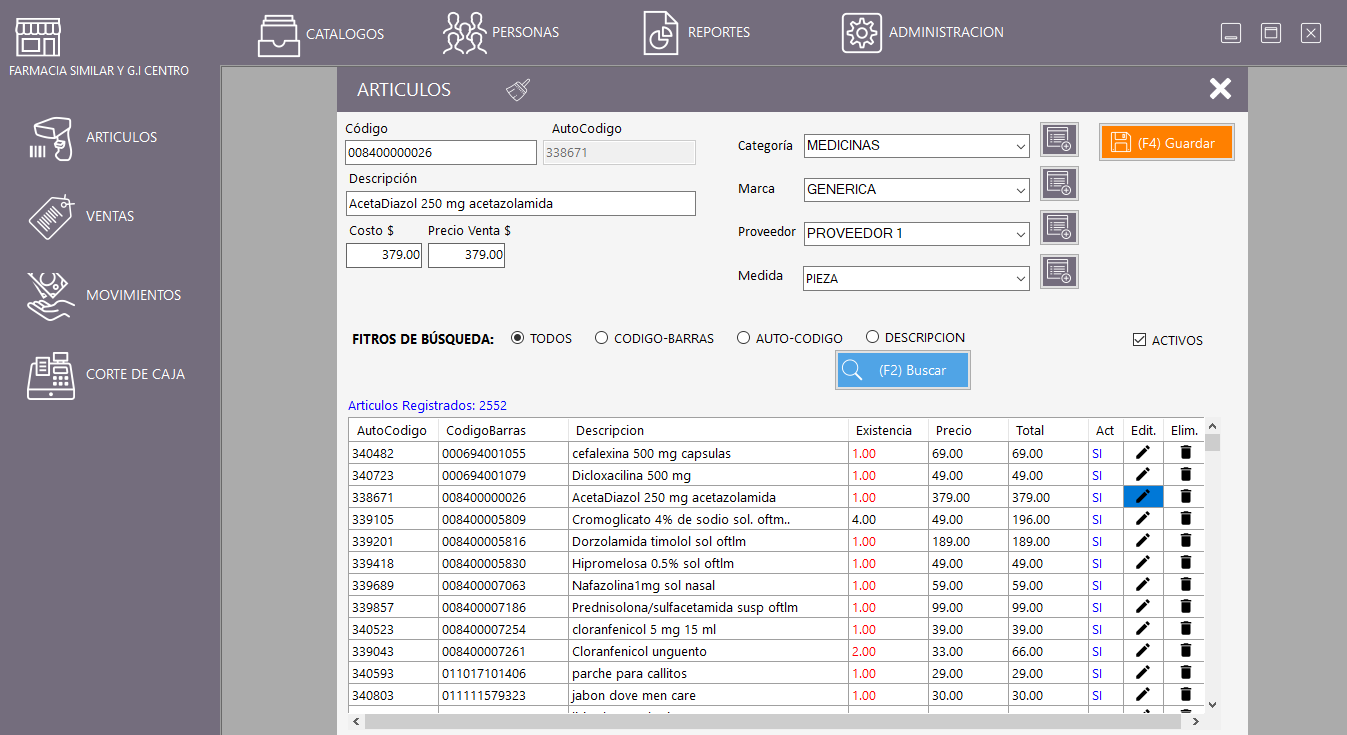 CATALOGOS PERSONAS REPORTES ADMINISTRACION
FARMACIA SIMILAR Y G.I CENTRO
ARTICULOS
VENTAS
MOVIMIENTOS
CORTE DE CAJA
ARTICULOS
Código AutoCodigo
008400000026 338671
Descripción
AcetaDiazol 250 mg acetazolamida
Costo $ Precio Venta $
379.00 379.00
Categoría MEDICINAS
Marca GENERICA
Proveedor PROVEEDOR 1
Medida PIEZA
(F4) Guardar
FITROS DE BÚSQUEDA: TODOS CODIGO-BARRAS AUTO-CODIGO DESCRIPCION ACTIVOS
(F2) Buscar
Articulos Registrados: 2552
AutoCodigo CodigoBarras Descripcion Existencia Precio Total Act Edit. Elim.
340482 000694001055 cefalexina 500 mg capsulas 1.00 69.00 69.00 SI
340723 000694001079 Dicloxacilina 500 mg 1.00 49.00 49.00 SI
338671 008400000026 AcetaDiazol 250 mg acetazolamida 1.00 379.00 379.00 SI
339105 008400005809 Cromoglicato 4% de sodio sol. oftm.. 4.00 49.00 196.00 SI
339201 008400005816 Dorzolamida timolol sol oftlm 1.00 189.00 189.00 SI
339418 008400005830 Hipromelosa 0.5% sol oftlm 1.00 49.00 49.00 SI
339689 008400007063 Nafazolina1mg sol nasal 1.00 59.00 59.00 SI
339857 008400007186 Prednisolona/sulfacetamida susp oftlm 1.00 99.00 99.00 SI
340523 008400007254 cloranfenicol 5 mg 15 ml 1.00 39.00 39.00 SI
339043 008400007261 Cloranfenicol unguento 2.00 33.00 66.00 SI
340593 011017101406 parche para callitos 1.00 29.00 29.00 SI
340803 011111579323 jabon dove men care 1.00 30.00 30.00 SI